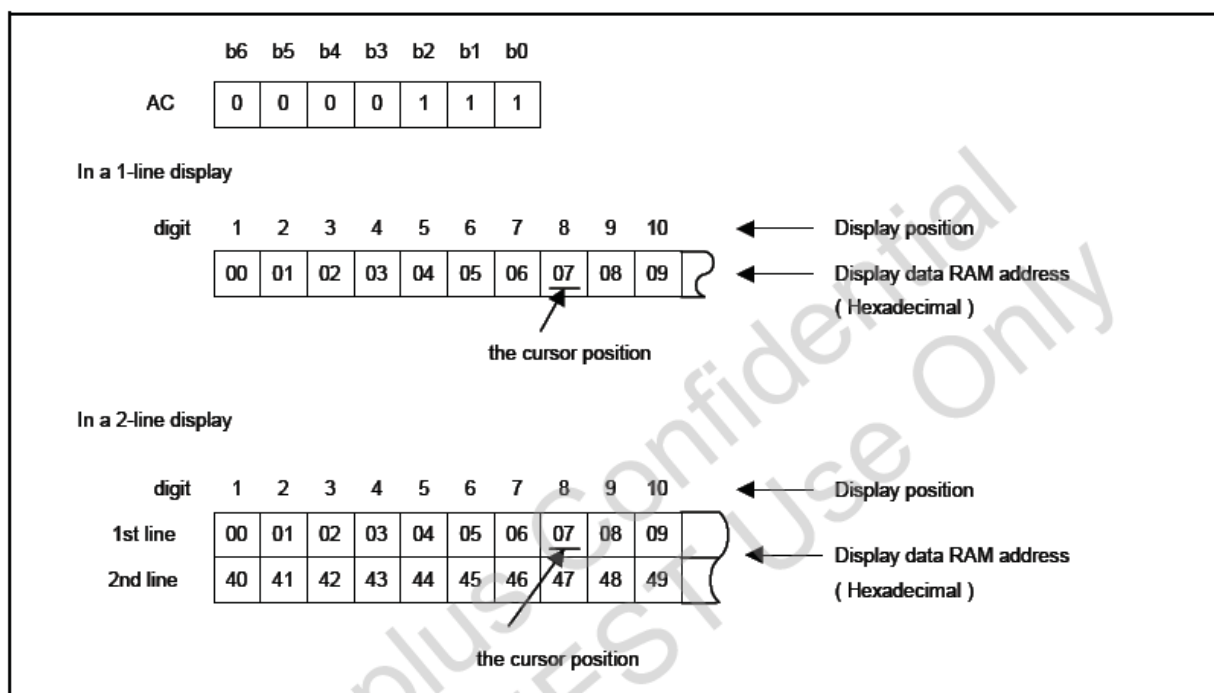 b6 b5 b4 b3 b2 b1 b0
AC 0 0 0 0 1 1 1
In a 1-line display
digit 1 2 3 4 5 6 7 8 9 10 Display position
00 01 02 03 04 05 06 07 08 09 Display data RAM address
( Hexadecimal )
the cursor position
In a 2-line display
digit 1 2 3 4 5 6 7 8 9 10 Display position
1st line 00 01 02 03 04 05 06 07 08 09
Display data RAM address
2nd line 40 41 42 43 44 45 46 47 48 49
( Hexadecimal )
the cursor position
plus Confidential
EST Use Only